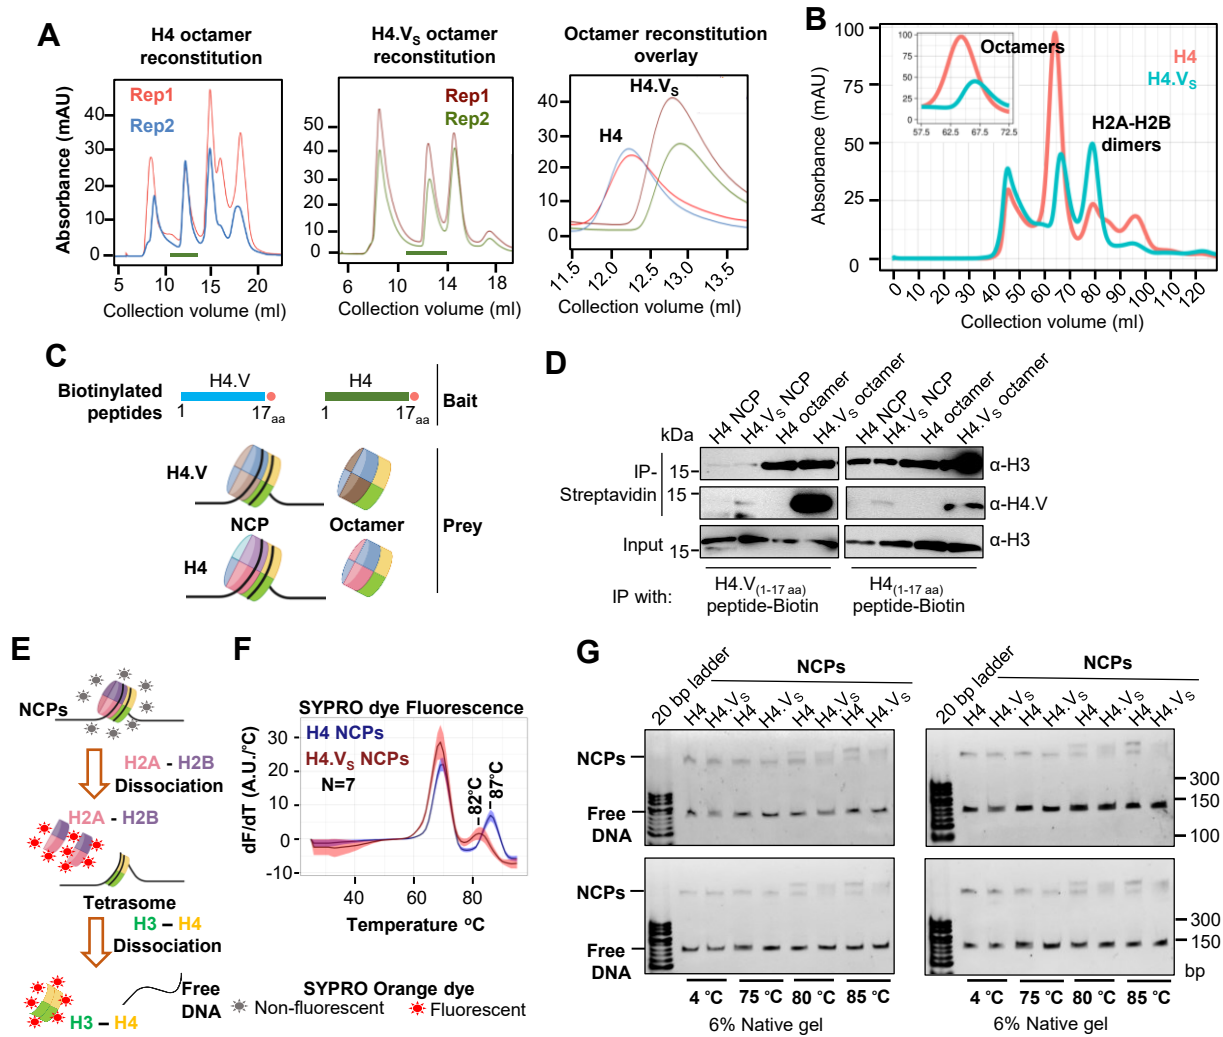 A
H4 octamer
reconstitution
Rep1
Rep2
Absorbance (mAU)
40
30
20
10
0
5 10 15 20
Collection volume (ml)
H4.VS octamer
reconstitution
Rep1
Rep2
50
40
30
20
10
0
6 10 14 18
Collection volume (ml)
Octamer reconstitution
overlay
H4.VS
H4
40
30
20
10
0
11.5 12.0 12.5 13.0 13.5
Collection volume (ml)
B
Absorbance (mAU)
100
75
50
25
0
100
75
50
25
0
57.5 62.5 67.5 72.5
Octamers
H4
H4.VS
H2A-H2B
dimers
0 10 20 30 40 50 60 70 80 90 100 110 120
Collection volume (ml)
C
Biotinylated
peptides
H4.V
1 17aa
H4
1 17aa
Bait
H4.V
NCP
Octamer
H4
Prey
D
kDa
H4 NCP
H4.VS NCP
H4 octamer
H4.VS octamer
H4 NCP
H4.VS NCP
H4 octamer
H4.VS octamer
IP-
Streptavidin
15
α-H3
15
α-H4.V
Input
15
α-H3
IP with:
H4.V(1-17 aa)
peptide-Biotin
H4(1-17 aa)
peptide-Biotin
E
NCPs
H2A - H2B
Dissociation
H2A - H2B
Tetrasome
H3 – H4
Dissociation
Free
DNA
H3 – H4
SYPRO Orange dye
Non-fluorescent
Fluorescent
F
SYPRO dye Fluorescence
H4 NCPs
H4.VS NCPs
N=7
82°C
87°C
dF/dT (A.U./°C)
30
20
10
0
-10
40 60 80
Temperature °C
G
20 bp ladder
NCPs
H4
H4.VS
H4
H4.VS
H4
H4.VS
H4
H4.VS
20 bp ladder
NCPs
H4
H4.VS
H4
H4.VS
H4
H4.VS
H4
H4.VS
NCPs
Free
DNA
300
150
100
NCPs
Free
DNA
300
150
bp
4 °C 75 °C 80 °C 85 °C
6% Native gel
4 °C 75 °C 80 °C 85 °C
6% Native gel